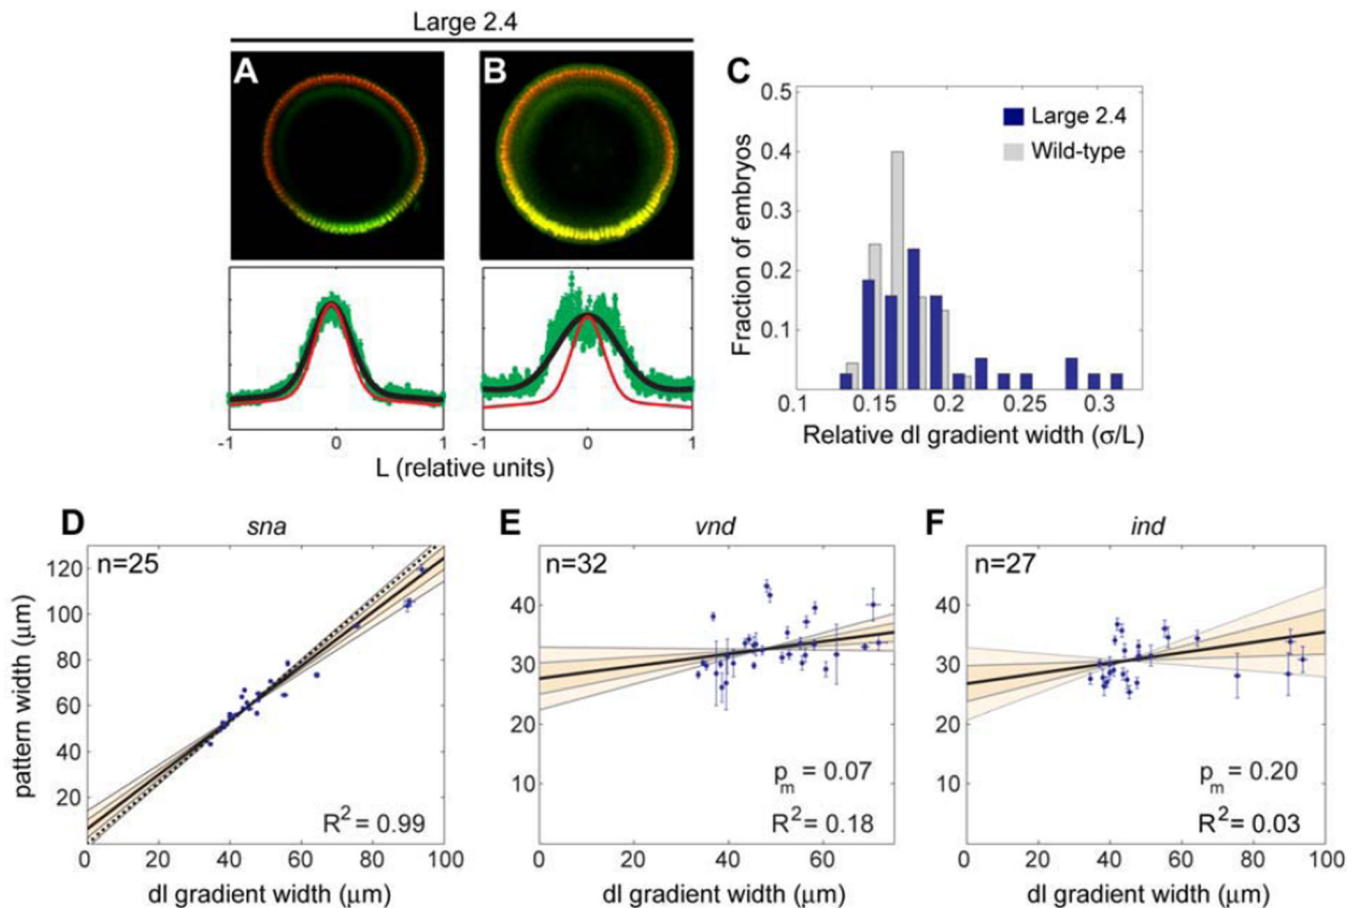 Large 2.4
A
B
-1
0
1
-1
0
1
L (relative units)
C
0.5
0.4
0.3
0.2
0.1
Fraction of embryos
Large 2.4
Wild-type
0.1
0.15
0.2
0.25
0.3
Relative dl gradient width (σ/L)
D
sna
n=25
120
100
80
60
40
20
pattern width (μm)
R² = 0.99
0
20
40
60
80
100
dl gradient width (μm)
E
vnd
n=32
40
30
20
10
pm = 0.07
R² = 0.18
0
20
40
60
dl gradient width (μm)
F
ind
n=27
40
30
20
10
pm = 0.20
R² = 0.03
0
20
40
60
80
100
dl gradient width (μm)